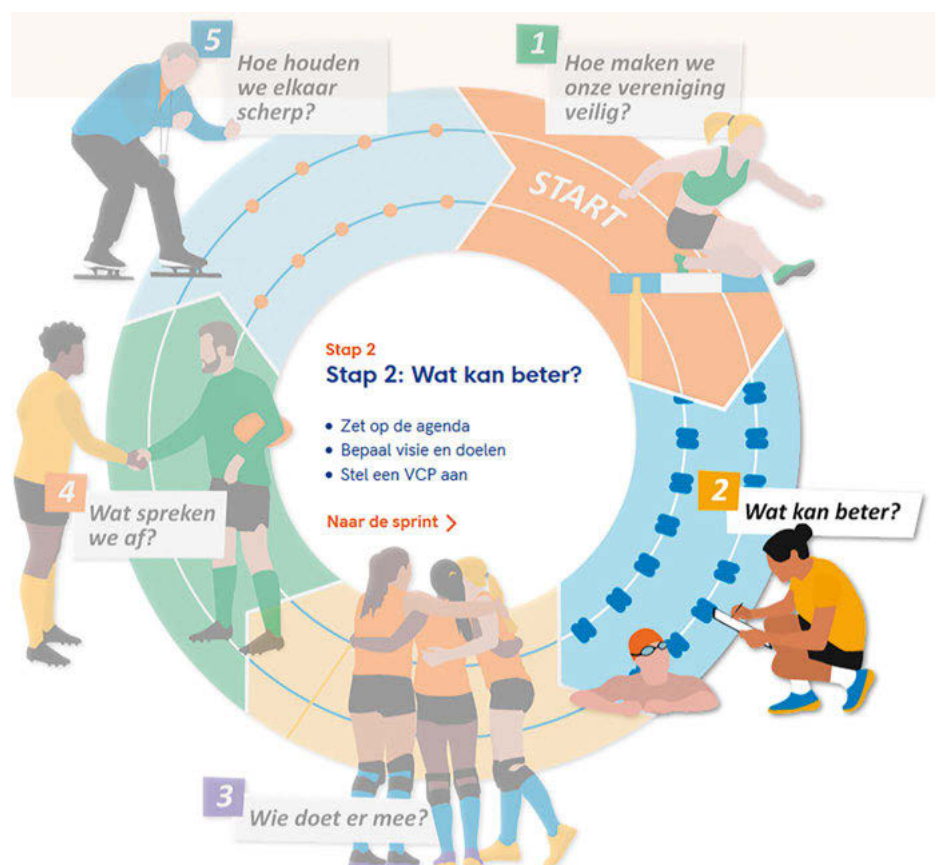 5
Hoe houden
we elkaar
scherp?
1
Hoe maken we
onze vereniging
veilig?
START
Stap 2
Stap 2: Wat kan beter?
• Zet op de agenda
• Bepaal visie en doelen
• Stel een VCP aan
Naar de sprint >
2
Wat kan beter?
4
Wat spreken
we af?
3
Wie doet er mee?